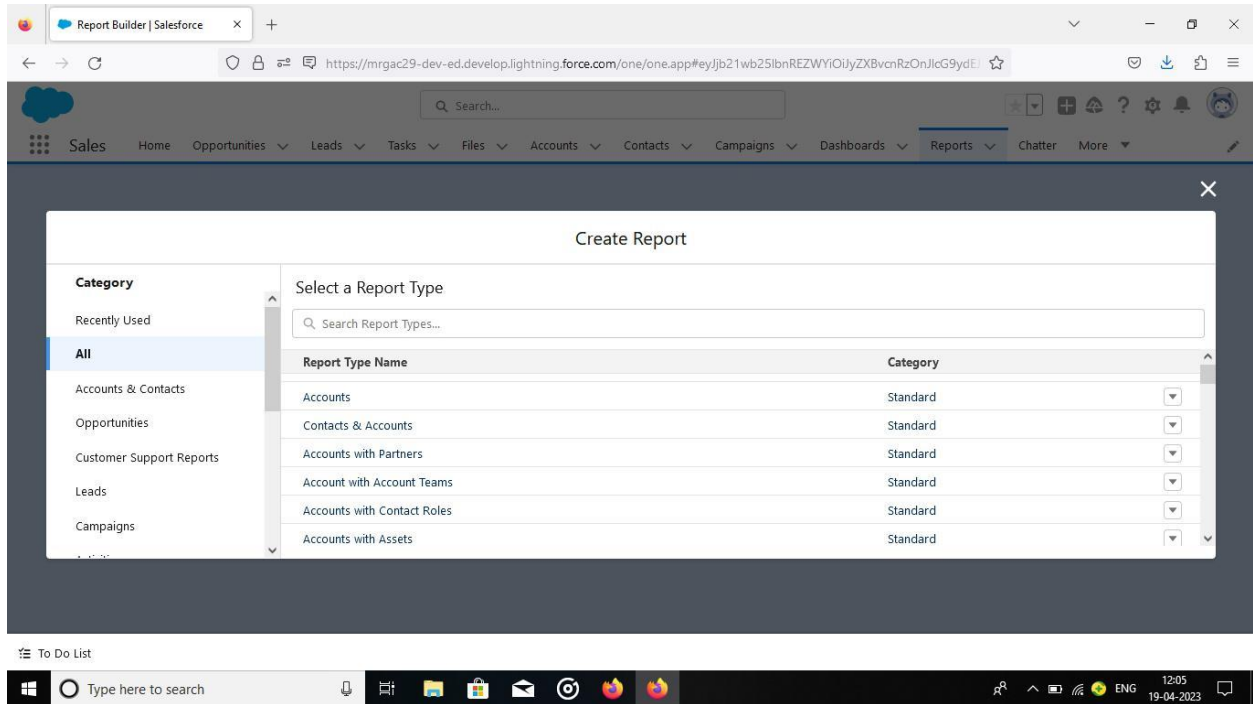 Report Builder | Salesforce
https://mrgac29-dev-ed.develop.lightning.force.com/one/one.app#
Search...
Sales Home Opportunities Leads Tasks Files Accounts Contacts Campaigns Dashboards Reports Chatter More
Create Report
Category
Recently Used
All
Accounts & Contacts
Opportunities
Customer Support Reports
Leads
Campaigns
Select a Report Type
Search Report Types...
Report Type Name Category
Accounts Standard
Contacts & Accounts Standard
Accounts with Partners Standard
Account with Account Teams Standard
Accounts with Contact Roles Standard
Accounts with Assets Standard
To Do List
Type here to search
ENG
12:05
19-04-2023